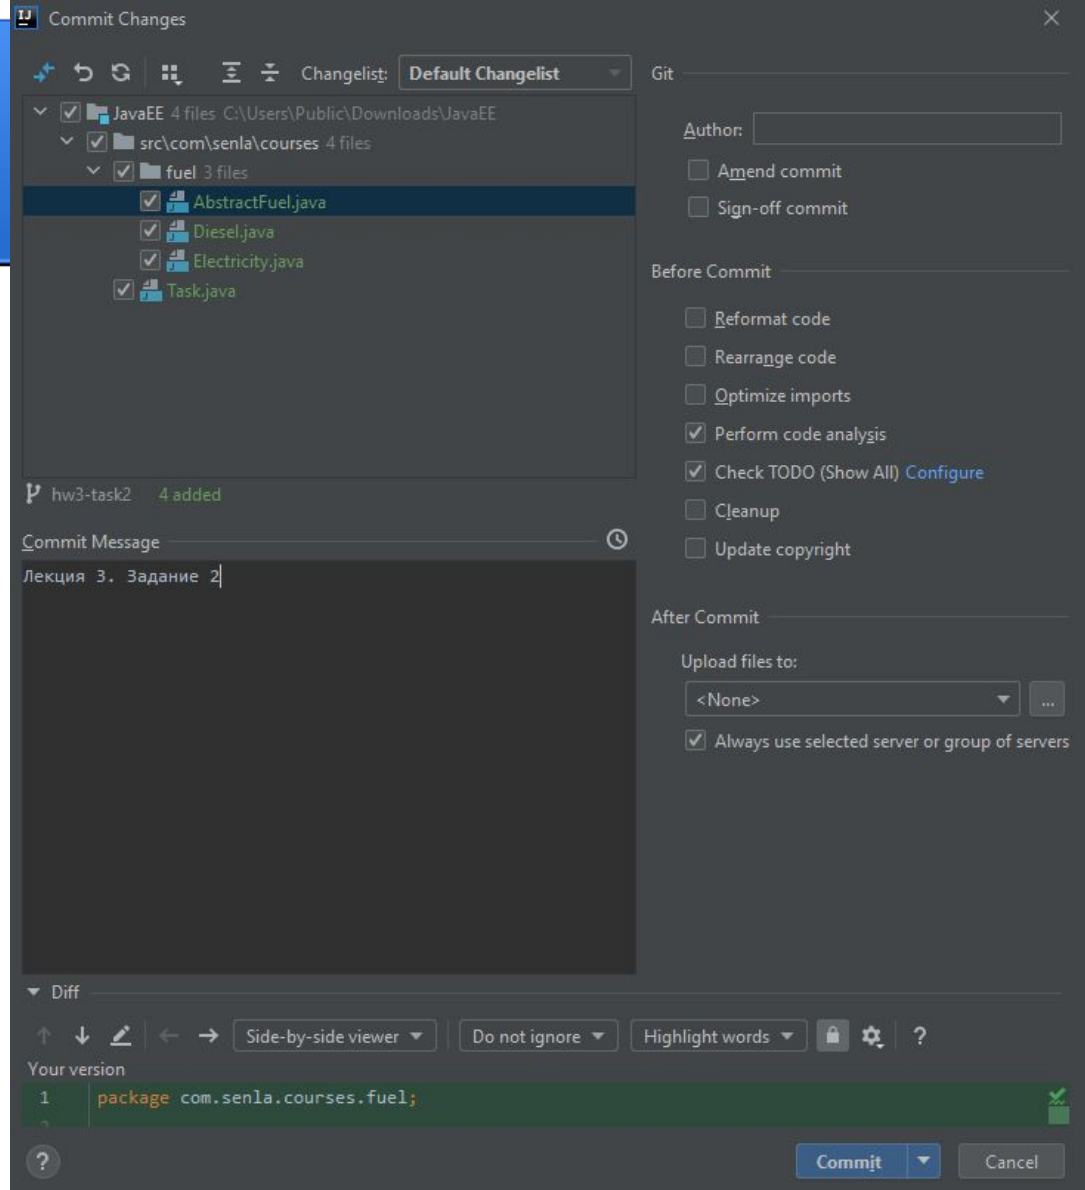 Commit Changes
Changelist: Default Changelist
JavaEE 4 files C:\Users\Public\Downloads\JavaEE
src\com\senla\courses 4 files
fuel 3 files
AbstractFuel.java
Diesel.java
Electricity.java
Task.java
hw3-task2 4 added
Commit Message
Лекция 3. Задание 2
Git
Author:
Amend commit
Sign-off commit
Before Commit
Reformat code
Rearrange code
Optimize imports
Perform code analysis
Check TODO (Show All) Configure
Cleanup
Update copyright
After Commit
Upload files to:
<None> ...
Always use selected server or group of servers
Diff
Side-by-side viewer Do not ignore Highlight words ?
Your version
1 package com.senla.courses.fuel;
? Commit Cancel